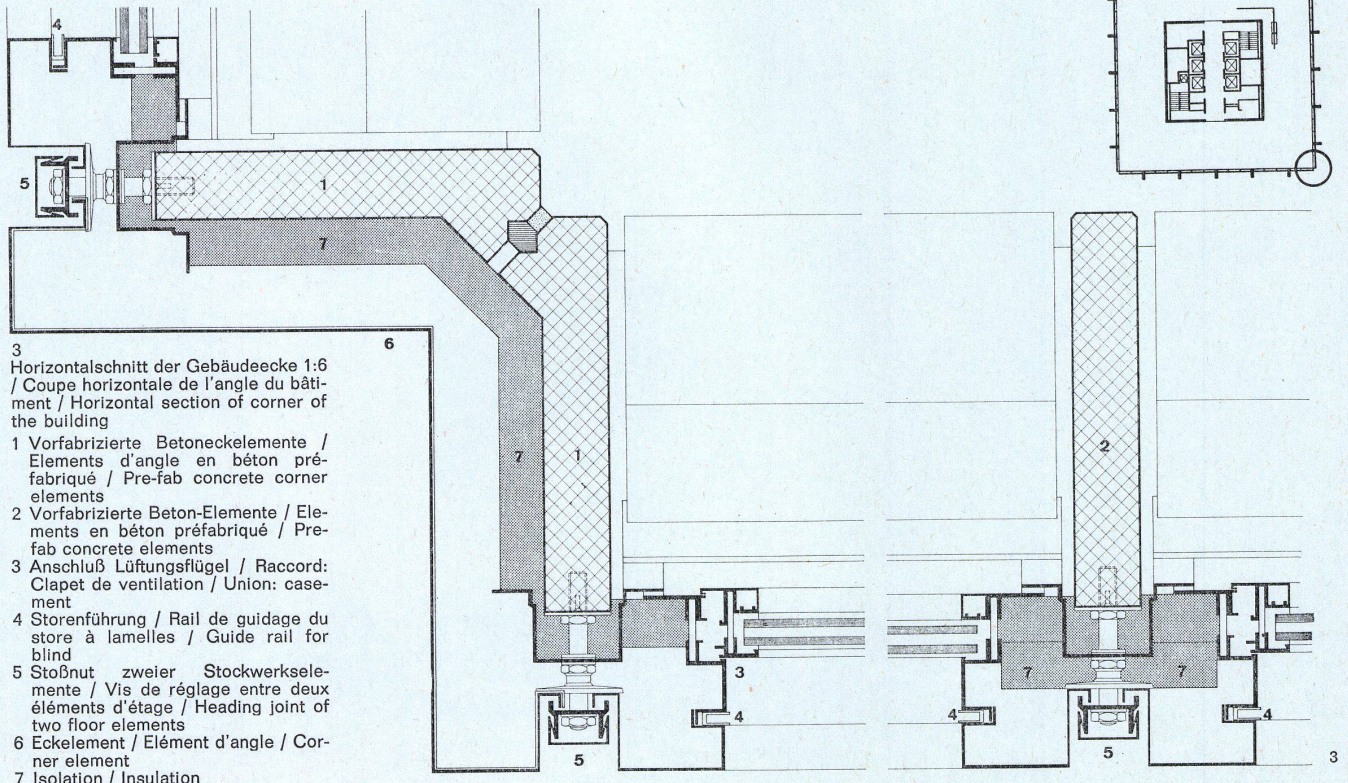 4
5
1
7
6
7
1
3
4
5
2
7
7
4
4
5
3
3
Horizontalschnitt der Gebäudeecke 1:6
/ Coupe horizontale de l'angle du bâti-
ment / Horizontal section of corner of
the building
1 Vorfabrizierte Betoneckelemente /
Elements d'angle en béton pré-
fabriqué / Pre-fab concrete corner
elements
2 Vorfabrizierte Beton-Elemente / Ele-
ments en béton préfabriqué / Pre-
fab concrete elements
3 Anschluß Lüftungsflügel / Raccord:
Clapet de ventilation / Union: case-
ment
4 Storenführung / Rail de guidage du
store à lamelles / Guide rail for
blind
5 Stoßnut zweier Stockwerksele-
mente / Vis de réglage entre deux
éléments d'étage / Heading joint of
two floor elements
6 Eckelement / Elément d'angle / Cor-
ner element
7 Isolation / Insulation